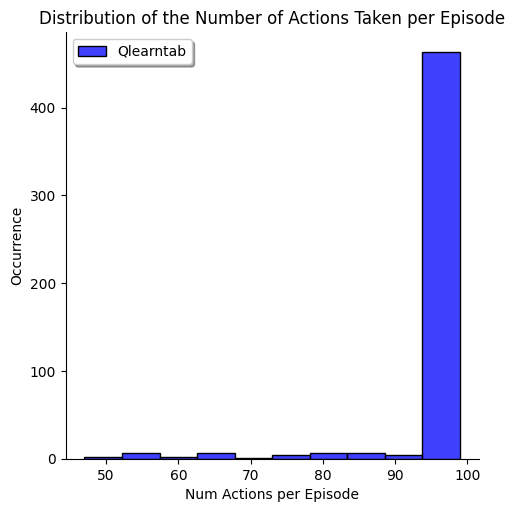 Distribution of the Number of Actions Taken per Episode
Qlearntab
400
300
200
100
0
Occurrence
50 60 70 80 90 100
Num Actions per Episode